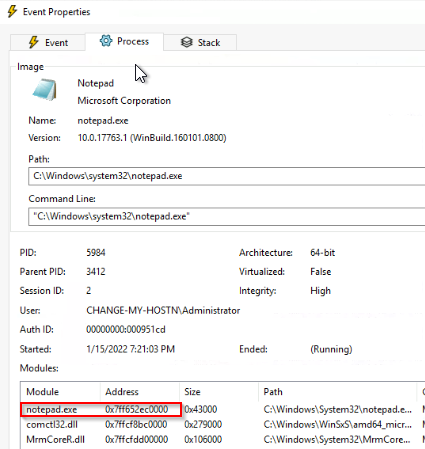 Event Properties
Event Process Stack
Image
Notepad
Microsoft Corporation
Name: notepad.exe
Version: 10.0.17763.1 (WinBuild.160101.0800)
Path:
C:\Windows\system32\notepad.exe
Command Line:
"C:\Windows\system32\notepad.exe"
PID: 5984 Architecture: 64-bit
Parent PID: 3412 Virtualized: False
Session ID: 2 Integrity: High
User: CHANGE-MY-HOSTN\Administrator
Auth ID: 00000000:000951cd
Started: 1/15/2022 7:21:03 PM Ended: (Running)
Modules:
Module Address Size Path
notepad.exe 0x7ff652ec0000 0x43000 C:\Windows\System32\notepad.e...
comctl32.dll 0x7ffcf8bc0000 0x279000 C:\Windows\WinSxS\amd64_micr...
MrmCoreR.dll 0x7ffcfdd00000 0x106000 C:\Windows\System32\MrmCore...